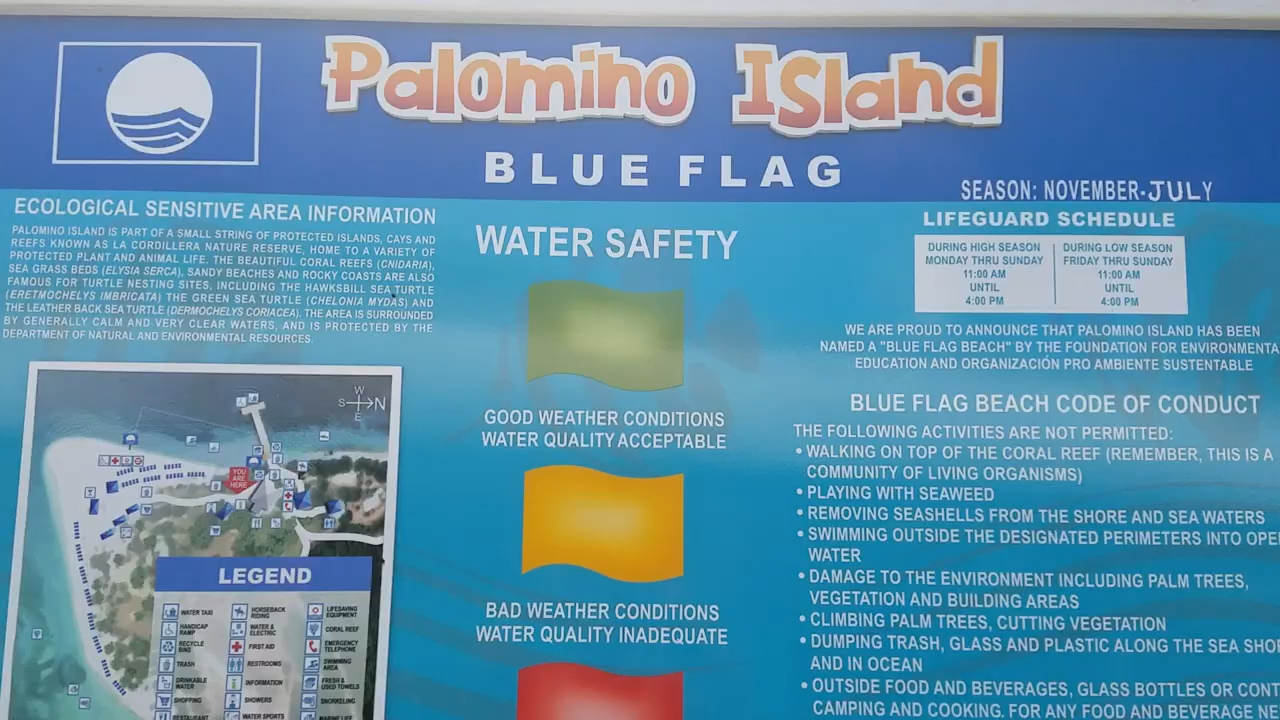 Palomino Island
BLUE FLAG
SEASON: NOVEMBER-JULY
ECOLOGICAL SENSITIVE AREA INFORMATION
PALOMINO ISLAND IS PART OF A SMALL STRING OF PROTECTED ISLANDS, CAYS AND
REEFS KNOWN AS LA CORDILLERA NATURE RESERVE, HOME TO A VARIETY OF
PROTECTED PLANT AND ANIMAL LIFE. THE BEAUTIFUL CORAL REEFS (CNIDARIA),
SEA GRASS BEDS (ELYSIA SERCA), SANDY BEACHES AND ROCKY COASTS ARE ALSO
FAMOUS FOR TURTLE NESTING SITES, INCLUDING THE HAWKSBILL SEA TURTLE
(ERETMOCHELYS IMBRICATA) THE GREEN SEA TURTLE (CHELONIA MYDAS) AND
THE LEATHER BACK SEA TURTLE (DERMOCHELYS CORIACEA). THE AREA IS SURROUNDED
BY GENERALLY CALM AND VERY CLEAR WATERS, AND IS PROTECTED BY THE
DEPARTMENT OF NATURAL AND ENVIRONMENTAL RESOURCES.
W
S N
E
YOU
ARE
HERE
LEGEND
WATER TAXI
HANDICAP
RAMP
RECYCLE
BINS
TRASH
DRINKABLE
WATER
SHOPPING
RESTAURANT
HORSEBACK
RIDING
WATER &
ELECTRIC
FIRST AID
RESTROOMS
INFORMATION
SHOWERS
WATER SPORTS
LIFESAVING
EQUIPMENT
CORAL REEF
EMERGENCY
TELEPHONE
SWIMMING
AREA
FRESH &
USED TOWELS
SNORKELING
MARINE LIFE
WATER SAFETY
GOOD WEATHER CONDITIONS
WATER QUALITY ACCEPTABLE
BAD WEATHER CONDITIONS
WATER QUALITY INADEQUATE
LIFEGUARD SCHEDULE
DURING HIGH SEASON
MONDAY THRU SUNDAY
11:00 AM
UNTIL
4:00 PM
DURING LOW SEASON
FRIDAY THRU SUNDAY
11:00 AM
UNTIL
4:00 PM
WE ARE PROUD TO ANNOUNCE THAT PALOMINO ISLAND HAS BEEN
NAMED A "BLUE FLAG BEACH" BY THE FOUNDATION FOR ENVIRONMENTA
EDUCATION AND ORGANIZACIÓN PRO AMBIENTE SUSTENTABLE
BLUE FLAG BEACH CODE OF CONDUCT
THE FOLLOWING ACTIVITIES ARE NOT PERMITTED:
• WALKING ON TOP OF THE CORAL REEF (REMEMBER, THIS IS A
COMMUNITY OF LIVING ORGANISMS)
• PLAYING WITH SEAWEED
• REMOVING SEASHELLS FROM THE SHORE AND SEA WATERS
• SWIMMING OUTSIDE THE DESIGNATED PERIMETERS INTO OPE
WATER
• DAMAGE TO THE ENVIRONMENT INCLUDING PALM TREES,
VEGETATION AND BUILDING AREAS
• CLIMBING PALM TREES, CUTTING VEGETATION
• DUMPING TRASH, GLASS AND PLASTIC ALONG THE SEA SHO
AND IN OCEAN
• OUTSIDE FOOD AND BEVERAGES, GLASS BOTTLES OR CONT
CAMPING AND COOKING. FOR ANY FOOD AND BEVERAGE NE